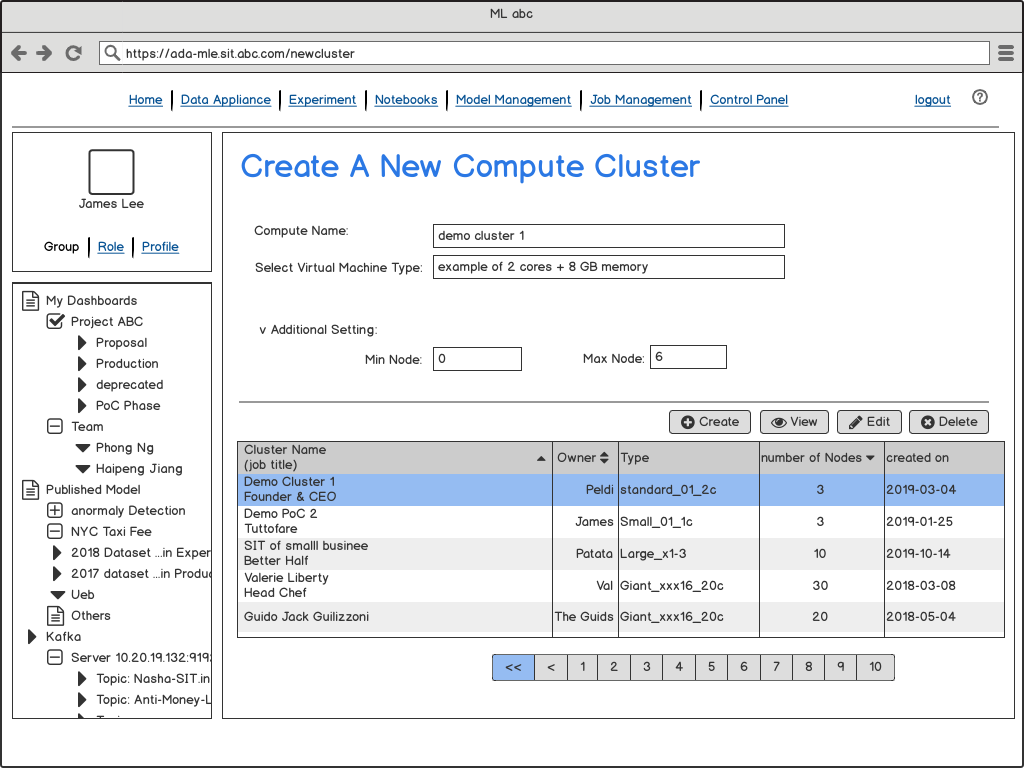 ML abc
https://ada-mle.sit.abc.com/newcluster
Home Data Appliance Experiment Notebooks Model Management Job Management Control Panel logout ?
James Lee
Group Role Profile
My Dashboards
Project ABC
Proposal
Production
deprecated
PoC Phase
Team
Phong Ng
Haipeng Jiang
Published Model
anormaly Detection
NYC Taxi Fee
2018 Dataset ...in Exper
2017 dataset ...in Produc
Ueb
Others
Kafka
Server 10.20.19.132:919
Topic: Nasha-SIT.in
Topic: Anti-Money-L
Create A New Compute Cluster
Compute Name: demo cluster 1
Select Virtual Machine Type: example of 2 cores + 8 GB memory
v Additional Setting:
Min Node: 0 Max Node: 6
Create View Edit Delete
Cluster Name
(job title) Owner Type number of Nodes created on
Demo Cluster 1
Founder & CEO Peldi standard_01_2c 3 2019-03-04
Demo PoC 2
Tuttofare James Small_01_1c 3 2019-01-25
SIT of smalll businee
Better Half Patata Large_x1-3 10 2019-10-14
Valerie Liberty
Head Chef Val Giant_xxx16_20c 30 2018-03-08
Guido Jack Guilizzoni The Guids Giant_xxx16_20c 20 2018-05-04
<< < 1 2 3 4 5 6 7 8 9 10